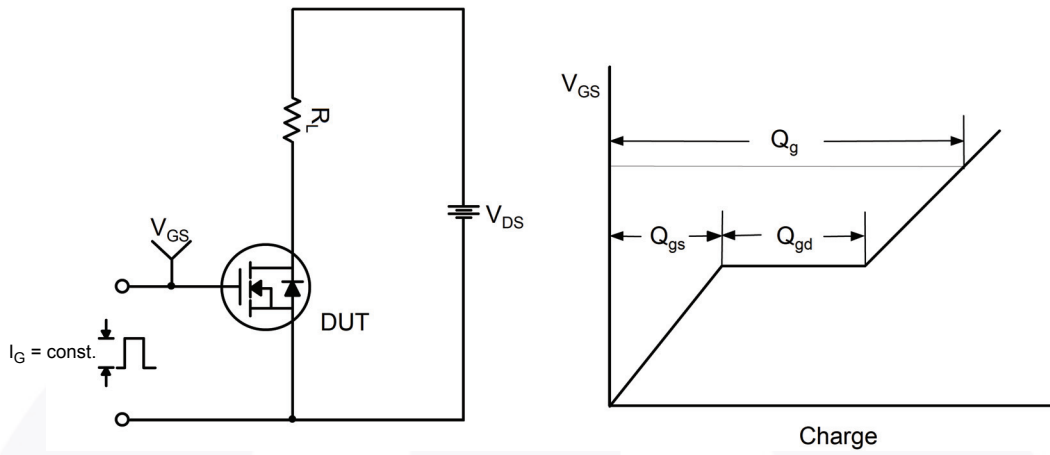 R_L
V_DS
V_GS
DUT
I_G = const.
V_GS
Q_g
Q_gs
Q_gd
Charge